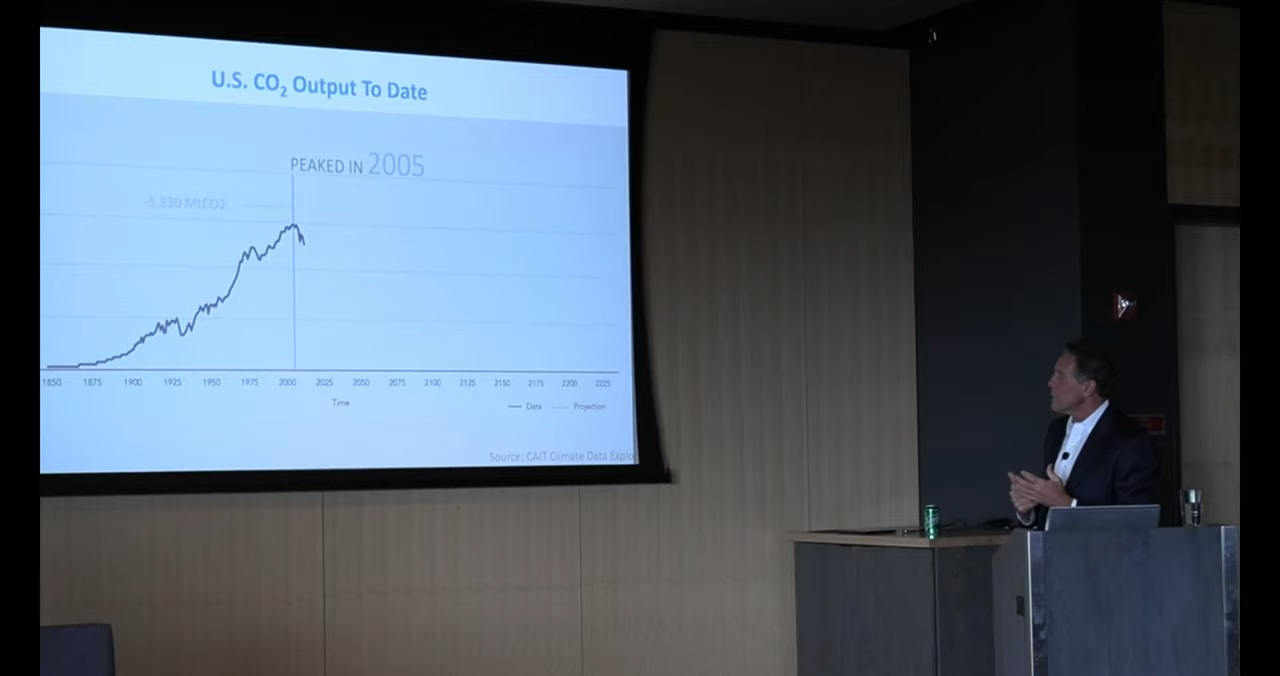 U.S. CO₂ Output To Date
PEAKED IN 2005
5,830 MtCO2
1850 1875 1900 1925 1950 1975 2000 2025 2050 2075 2100 2125 2150 2175 2200 2225
Time
Data Projection
Source: CAIT Climate Data Explo